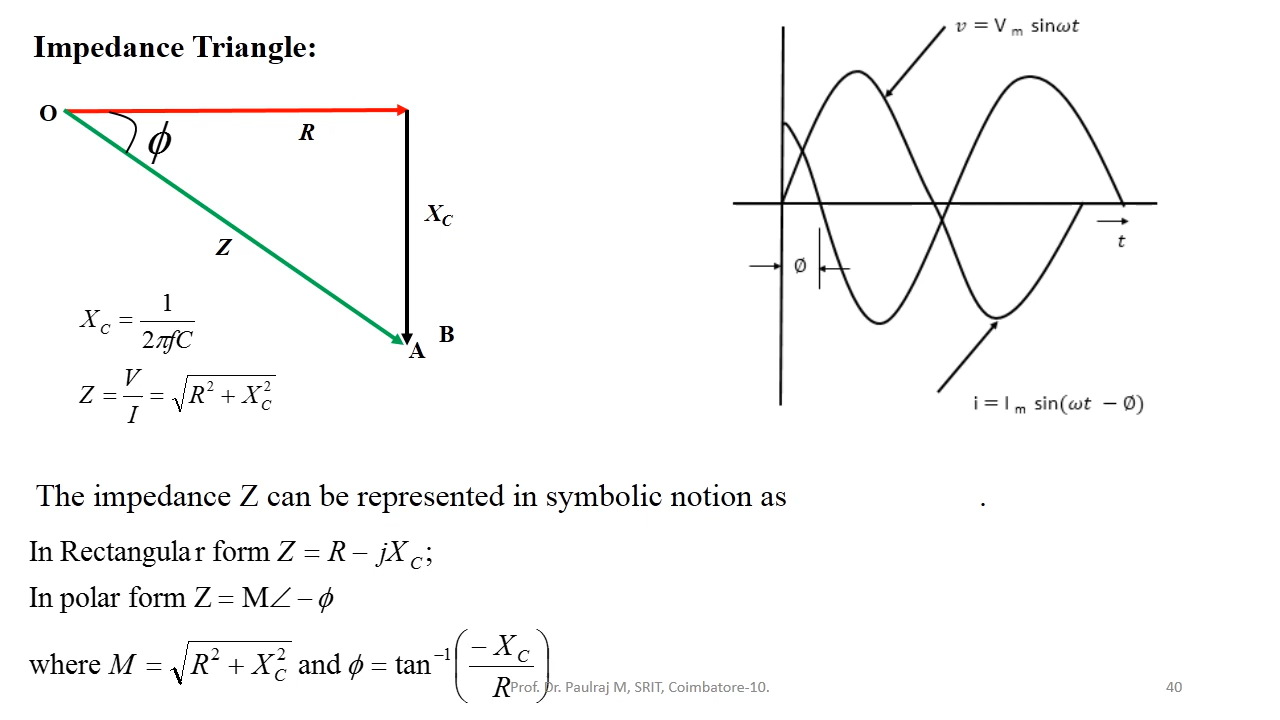 Impedance Triangle:
O
ϕ
R
X_C
Z
B
A
X_C = 1 / 2πfC
Z = V / I = √(R² + X_C²)
v = V m sinωt
t
Ø
i = I m sin(ωt − Ø)
The impedance Z can be represented in symbolic notion as .
In Rectangular form Z = R − jX_C;
In polar form Z = M∠ − ϕ
where M = √(R² + X_C²) and ϕ = tan⁻¹(−X_C / R)
Prof. Dr. Paulraj M, SRIT, Coimbatore-10.
40